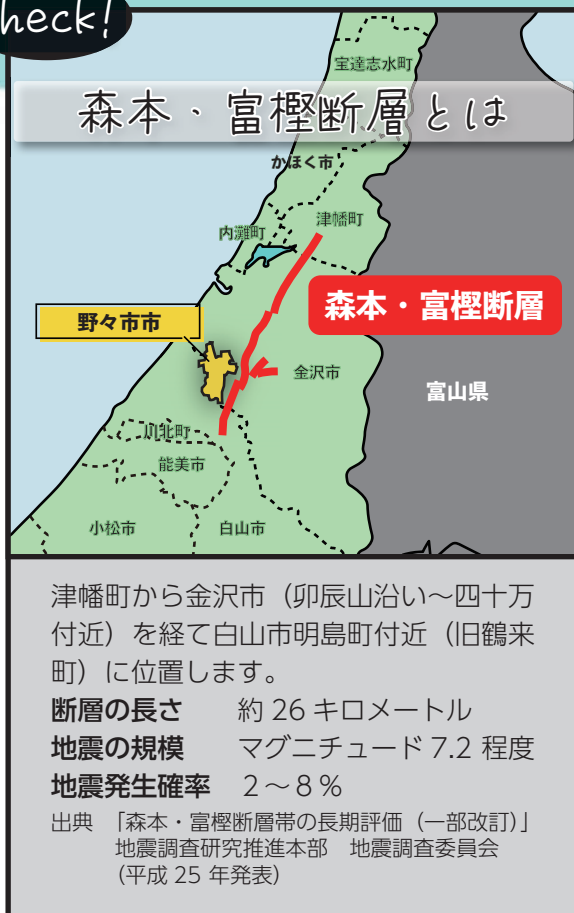 heck!
宝達志水町
森本・富樫断層とは
かほく市
津幡町
内灘町
森本・富樫断層
野々市市
金沢市
富山県
川北町
能美市
小松市
白山市
津幡町から金沢市（卯辰山沿い～四十万
付近）を経て白山市明島町付近（旧鶴来
町）に位置します。
断層の長さ　約 26 キロメートル
地震の規模　マグニチュード 7.2 程度
地震発生確率　２～８％
出典　「森本・富樫断層帯の長期評価（一部改訂）」
地震調査研究推進本部　地震調査委員会
（平成 25 年発表）